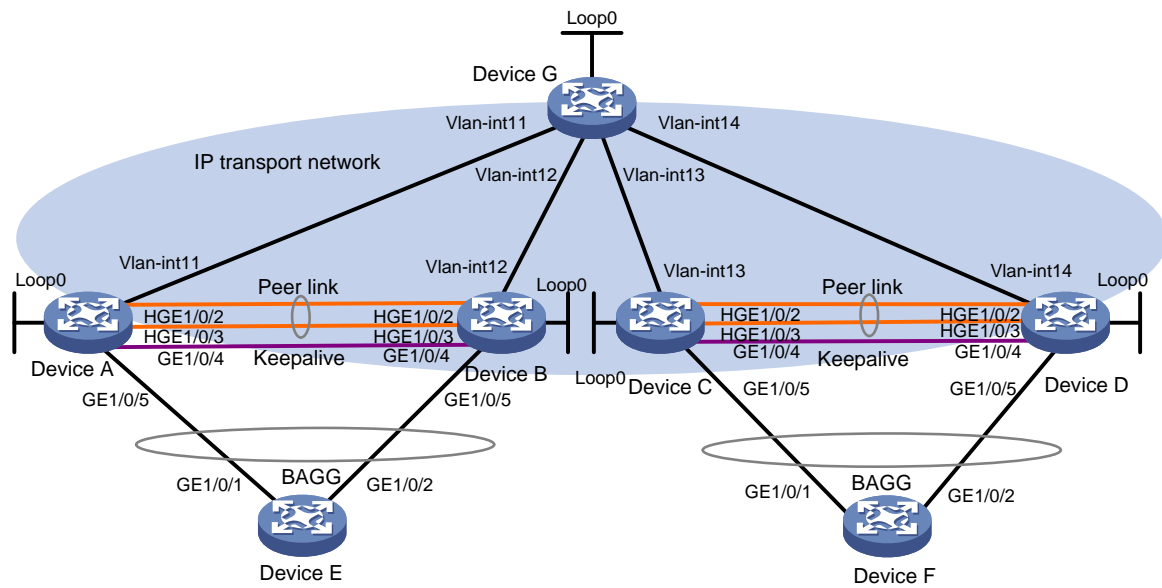 Loop0
Device G
Vlan-int11
Vlan-int14
IP transport network
Vlan-int12
Vlan-int13
Vlan-int11
Vlan-int12
Vlan-int13
Vlan-int14
Loop0
Peer link
Loop0
Peer link
Loop0
HGE1/0/2
HGE1/0/2
HGE1/0/2
HGE1/0/2
HGE1/0/3
HGE1/0/3
HGE1/0/3
HGE1/0/3
GE1/0/4
Keepalive
GE1/0/4
GE1/0/4
Keepalive
GE1/0/4
Device A
Device B
Loop0
Device C
Device D
GE1/0/5
GE1/0/5
GE1/0/5
GE1/0/5
GE1/0/1
BAGG
GE1/0/2
GE1/0/1
BAGG
GE1/0/2
Device E
Device F